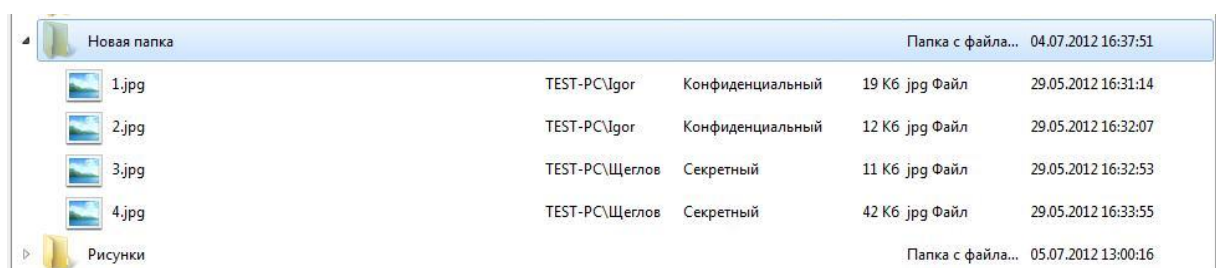 Новая папка Папка с файла... 04.07.2012 16:37:51
1.jpg TEST-PC\Igor Конфиденциальный 19 Кб jpg Файл 29.05.2012 16:31:14
2.jpg TEST-PC\Igor Конфиденциальный 12 Кб jpg Файл 29.05.2012 16:32:07
3.jpg TEST-PC\Щеглов Секретный 11 Кб jpg Файл 29.05.2012 16:32:53
4.jpg TEST-PC\Щеглов Секретный 42 Кб jpg Файл 29.05.2012 16:33:55
Рисунки Папка с файла... 05.07.2012 13:00:16